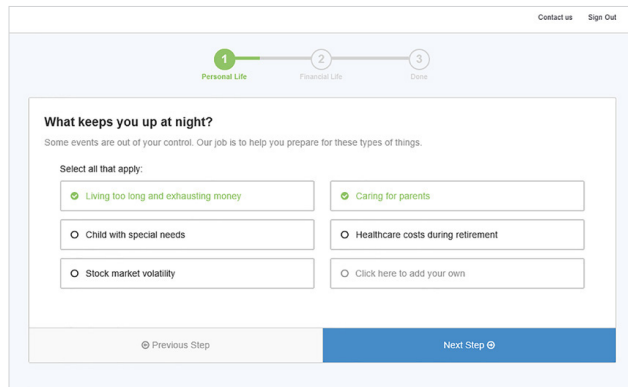 Contact us Sign Out
1 2 3
Personal Life Financial Life Done
What keeps you up at night?
Some events are out of your control. Our job is to help you prepare for these types of things.
Select all that apply:
Living too long and exhausting money Caring for parents
Child with special needs Healthcare costs during retirement
Stock market volatility Click here to add your own
Previous Step Next Step